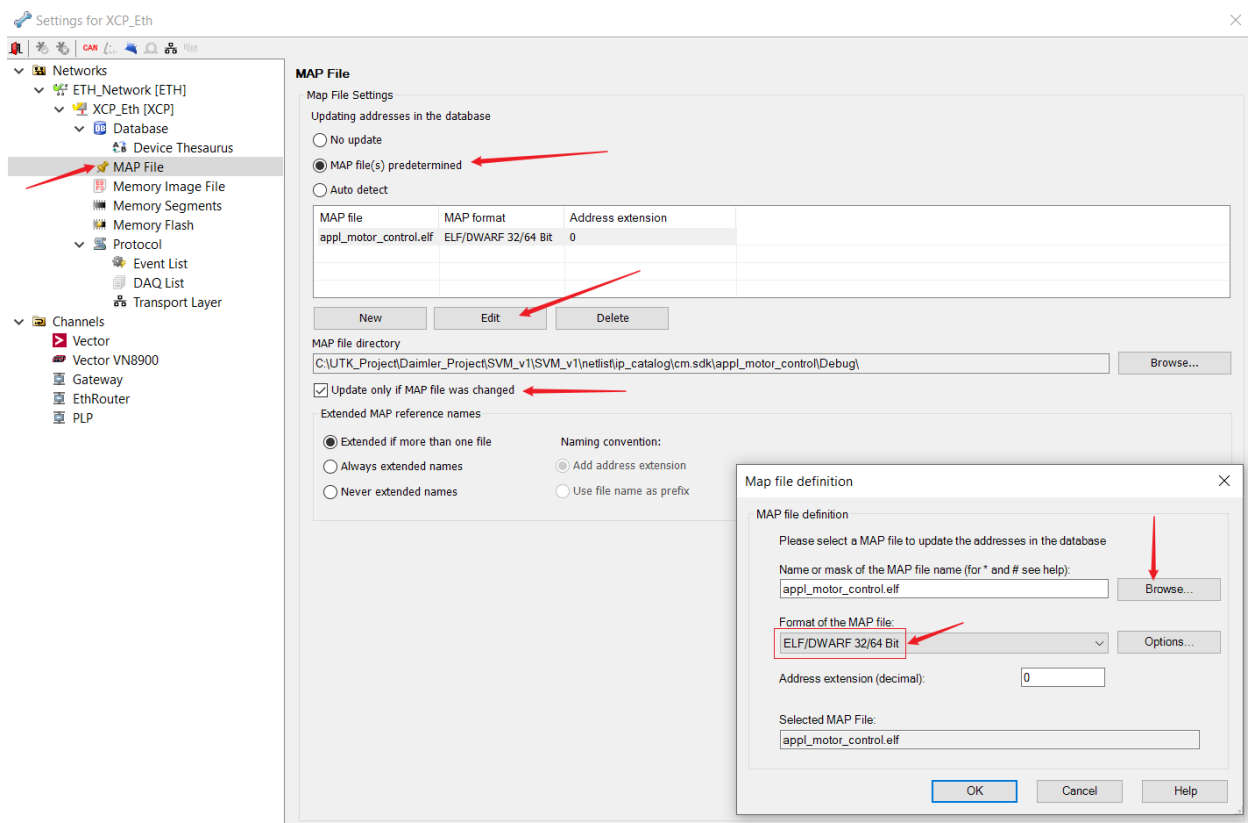 Settings for XCP_Eth
CAN
Networks
ETH_Network [ETH]
XCP_Eth [XCP]
Database
Device Thesaurus
MAP File
Memory Image File
Memory Segments
Memory Flash
Protocol
Event List
DAQ List
Transport Layer
Channels
Vector
Vector VN8900
Gateway
EthRouter
PLP
MAP File
Map File Settings
Updating addresses in the database
No update
MAP file(s) predetermined
Auto detect
MAP file MAP format Address extension
appl_motor_control.elf ELF/DWARF 32/64 Bit 0
New Edit Delete
MAP file directory
C:\UTK_Project\Daimler_Project\SVM_v1\SVM_v1\netlist\ip_catalog\cm.sdk\appl_motor_control\Debug\ Browse...
Update only if MAP file was changed
Extended MAP reference names
Extended if more than one file Naming convention:
Always extended names Add address extension
Never extended names Use file name as prefix
Map file definition
MAP file definition
Please select a MAP file to update the addresses in the database
Name or mask of the MAP file name (for * and # see help):
appl_motor_control.elf Browse...
Format of the MAP file:
ELF/DWARF 32/64 Bit Options...
Address extension (decimal): 0
Selected MAP File:
appl_motor_control.elf
OK Cancel Help